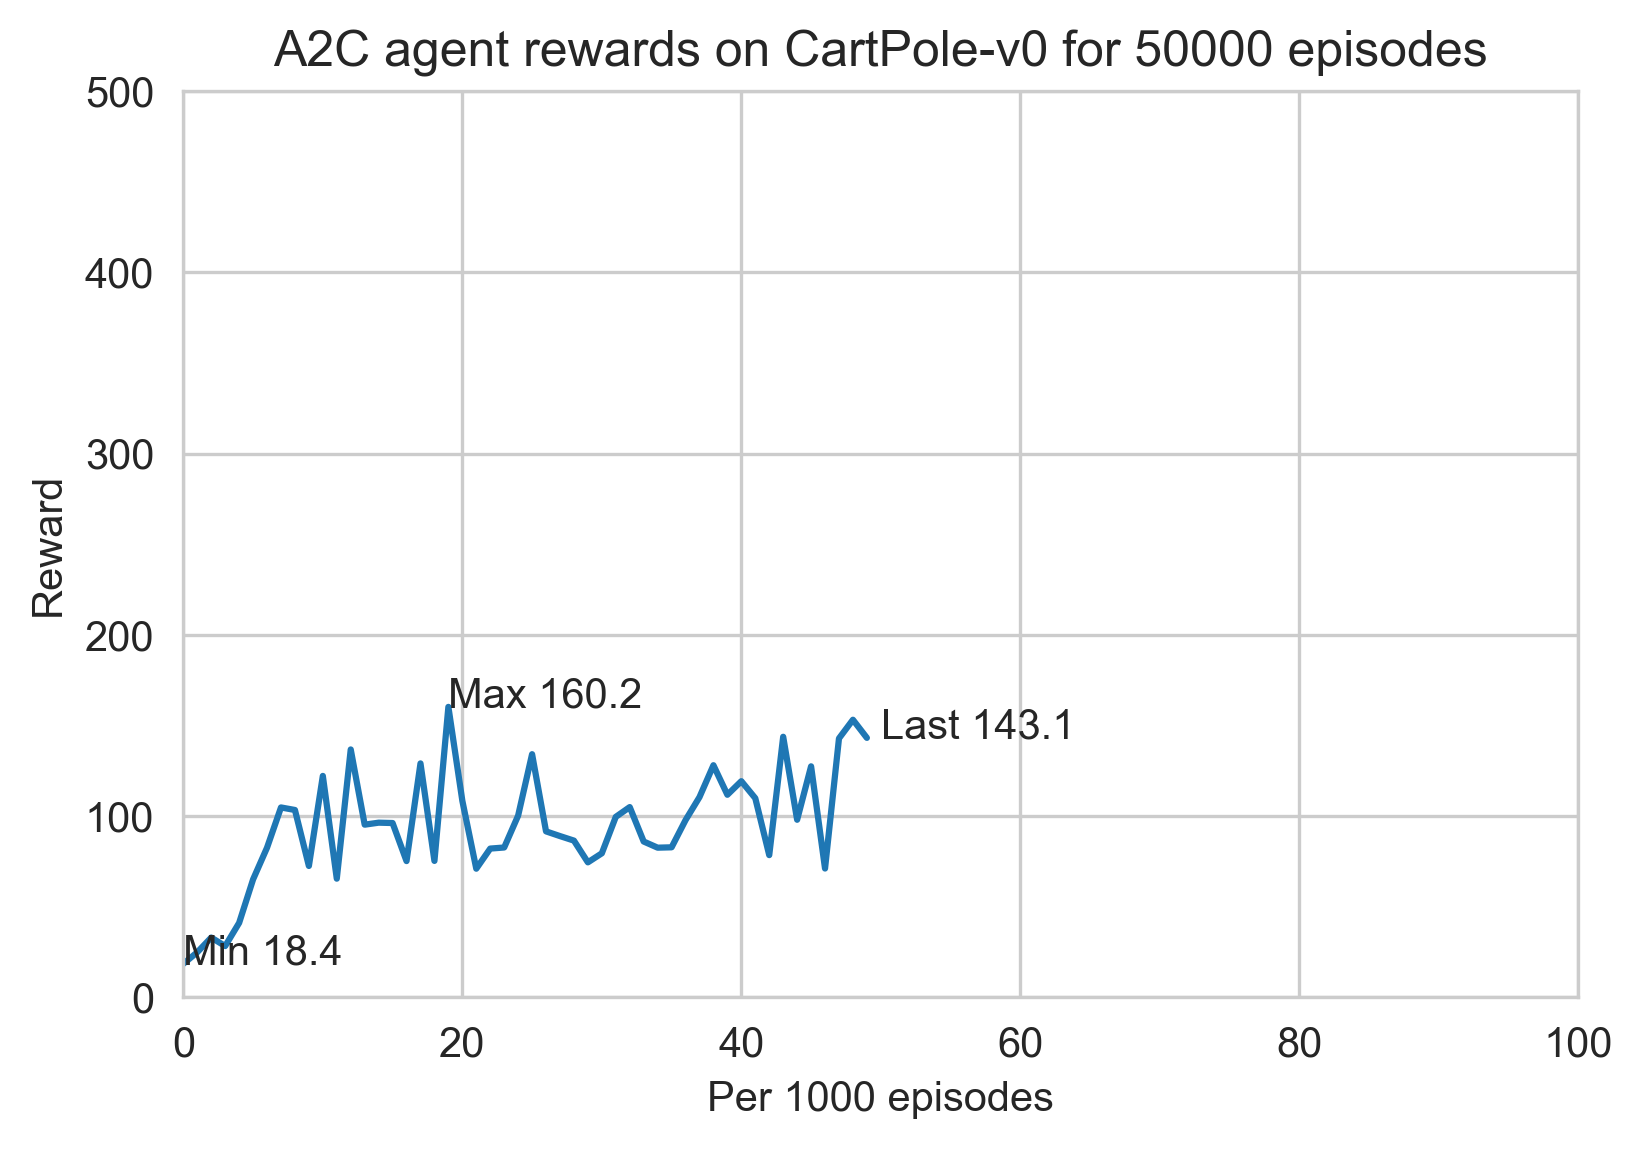 A2C agent rewards on CartPole-v0 for 50000 episodes
500
400
300
200
100
0
Reward
Max 160.2
Last 143.1
Min 18.4
0 20 40 60 80 100
Per 1000 episodes